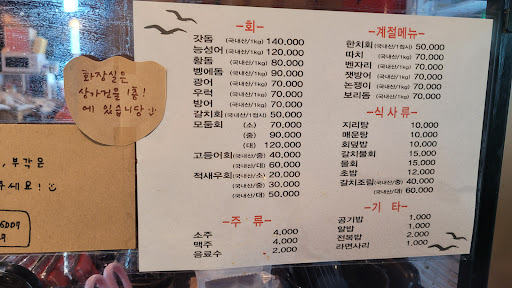 화장실은
상가건물 1층!
에 있습니당
, 부각은
주세요!
6009
9
-회-
갓돔(국내산/1kg) 140,000
능성어(국내산/1kg) 120,000
황돔(국내산/1kg) 80,000
벵에돔(국내산/1kg) 90,000
광어(국내산/1kg) 70,000
우럭(국내산/1kg) 70,000
방어(국내산/1kg) 70,000
갈치회(국내산/1접시) 50,000
모둠회 (소) 70,000
(중) 90,000
(대) 120,000
고등어회(국내산/중) 40,000
(국내산/대) 60,000
적새우회(국내산/소) 20,000
(국내산/중) 30,000
(국내산/대) 50,000
-주 류-
소주 4,000
맥주 4,000
음료수 2,000
-계절메뉴-
한치회(국내산/1접시) 50,000
따치(국내산/1kg) 70,000
벤자리(국내산/1kg) 70,000
잿방어(국내산/1kg) 70,000
논쟁이(국내산/1kg) 70,000
보리돔(국내산/1kg) 70,000
-식 사 류-
지리탕 10,000
매운탕 10,000
회덮밥 10,000
갈치물회 15,000
물회 10,000
초밥 12,000
갈치조림(국내산/중) 40,000
(국내산/대) 60,000
-기 타-
공기밥 1,000
알밥 2,000
전복밥 2,000
라면사리 1,000